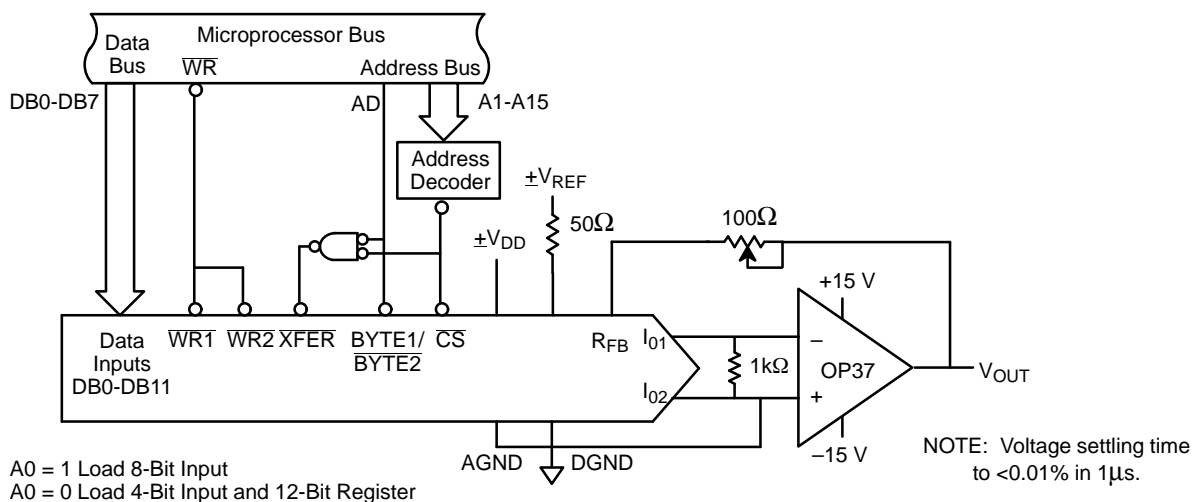 Microprocessor Bus
Data
Bus
WR
Address Bus
DB0-DB7
AD
A1-A15
Address
Decoder
±VREF
50Ω
±VDD
100Ω
+15 V
Data
Inputs
DB0-DB11
WR1
WR2
XFER
BYTE1/
BYTE2
CS
RFB
I01
I02
1kΩ
–
+
OP37
VOUT
–15 V
AGND
DGND
NOTE: Voltage settling time
to <0.01% in 1µs.
A0 = 1 Load 8-Bit Input
A0 = 0 Load 4-Bit Input and 12-Bit Register